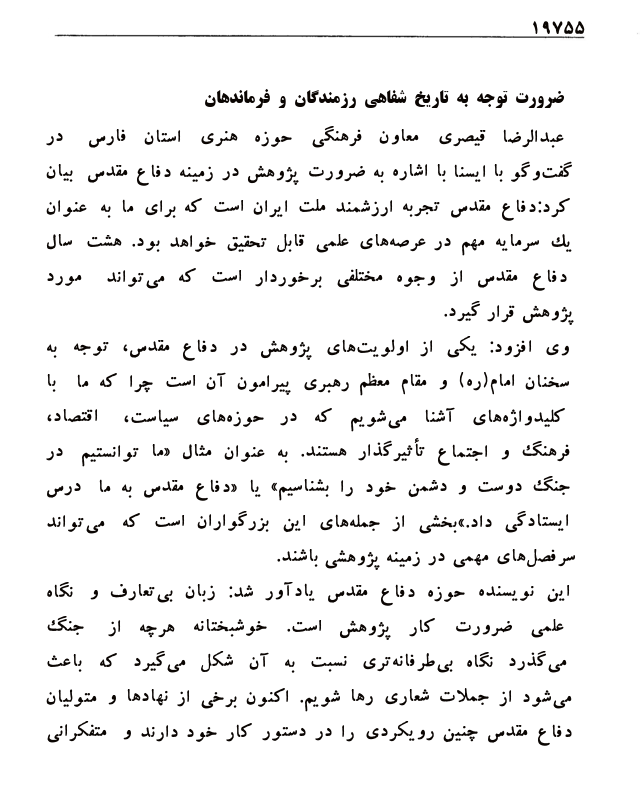 ۱۹۷۵۵
ضرورت توجه به تاریخ شفاهی رزمندگان و فرماندهان
عبدالرضا قیصری معاون فرهنگی حوزه هنری استان فارس در
گفت‌وگو با ایسنا با اشاره به ضرورت پژوهش در زمینه دفاع مقدس بیان
کرد:دفاع مقدس تجربه ارزشمند ملت ایران است که برای ما به عنوان
یك سرمایه مهم در عرصه‌های علمی قابل تحقیق خواهد بود. هشت سال
دفاع مقدس از وجوه مختلفی برخوردار است که می‌تواند مورد
پژوهش قرار گیرد.
وی افزود: یکی از اولویت‌های پژوهش در دفاع مقدس، توجه به
سخنان امام(ره) و مقام معظم رهبری پیرامون آن است چرا که ما با
کلیدواژه‌های آشنا می‌شویم که در حوزه‌های سیاست، اقتصاد،
فرهنگ و اجتماع تأثیرگذار هستند. به عنوان مثال «ما توانستیم در
جنگ دوست و دشمن خود را بشناسیم» یا «دفاع مقدس به ما درس
ایستادگی داد.»بخشی از جمله‌های این بزرگواران است که می‌تواند
سرفصل‌های مهمی در زمینه پژوهشی باشند.
این نویسنده حوزه دفاع مقدس یادآور شد: زبان بی‌تعارف و نگاه
علمی ضرورت کار پژوهش است. خوشبختانه هرچه از جنگ
می‌گذرد نگاه بی‌طرفانه‌تری نسبت به آن شکل می‌گیرد که باعث
می‌شود از جملات شعاری رها شویم. اکنون برخی از نهادها و متولیان
دفاع مقدس چنین رویکردی را در دستور کار خود دارند و متفکرانی